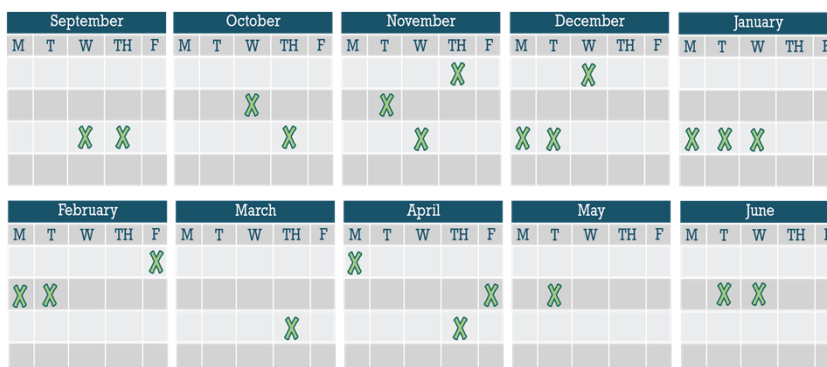 September October November December January
M T W TH F M T W TH F M T W TH F M T W TH F M T W TH F
X X
X X X X X X
X X X X X X X X X
February March April May June
M T W TH F M T W TH F M T W TH F M T W TH F M T W TH
X X
X X X X X X
X X